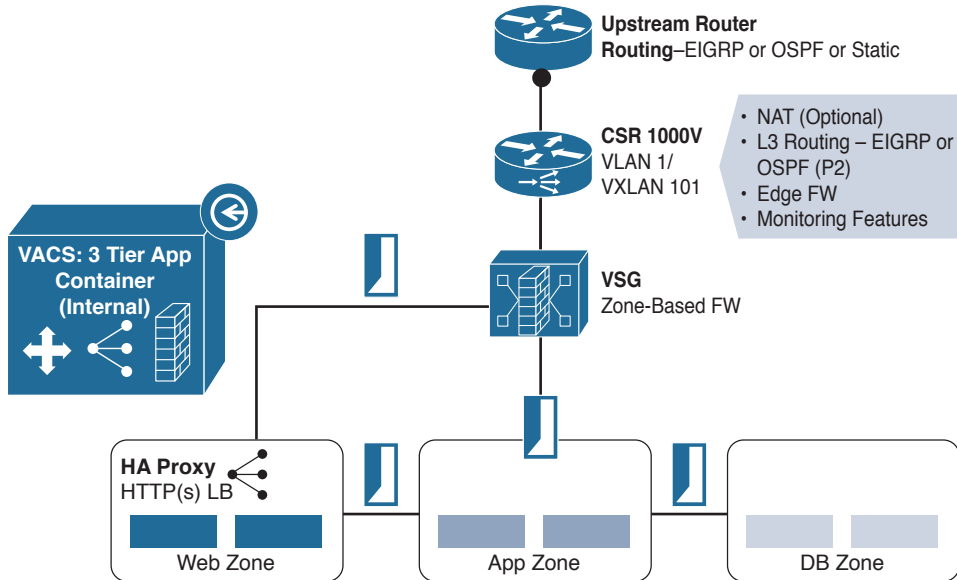 Upstream Router
Routing–EIGRP or OSPF or Static
CSR 1000V
VLAN 1/
VXLAN 101
• NAT (Optional)
• L3 Routing – EIGRP or
OSPF (P2)
• Edge FW
• Monitoring Features
VACS: 3 Tier App
Container
(Internal)
VSG
Zone-Based FW
HA Proxy
HTTP(s) LB
Web Zone
App Zone
DB Zone